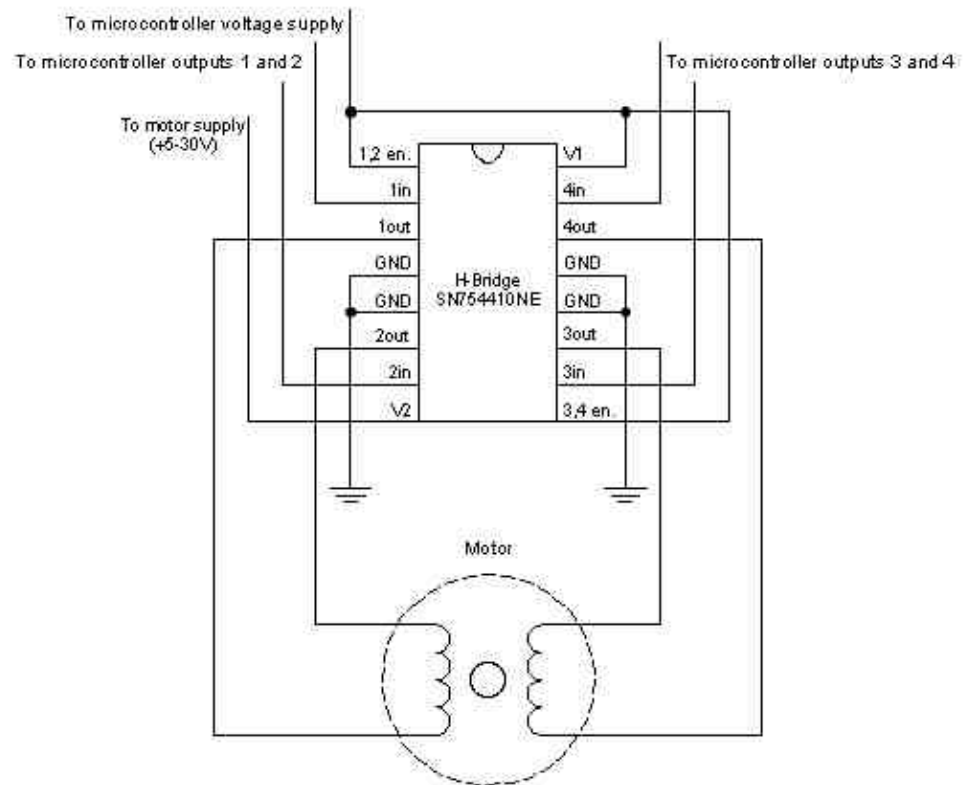 To microcontroller voltage supply
To microcontroller outputs 1 and 2
To microcontroller outputs 3 and 4
To motor supply
(+5-30V)
1,2 en.
V1
1in
4in
1out
4out
GND
GND
H-Bridge
SN754410NE
GND
GND
2out
3out
2in
3in
V2
3,4 en.
Motor